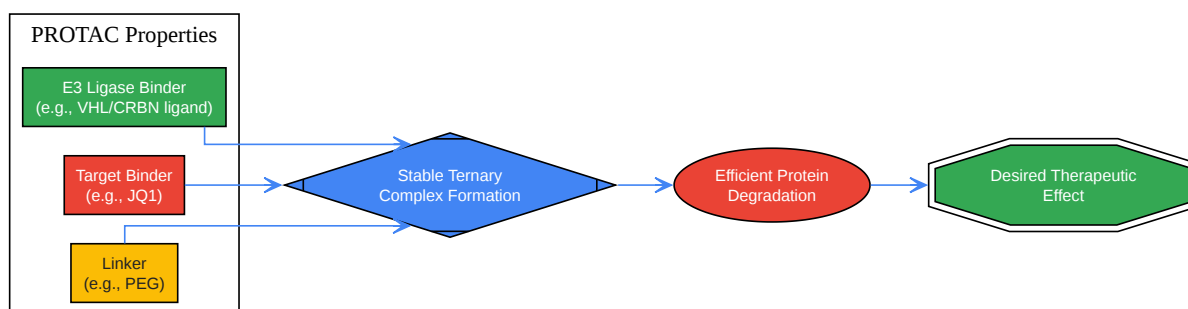 PROTAC Properties
E3 Ligase Binder
(e.g., VHL/CRBN ligand)
Target Binder
(e.g., JQ1)
Linker
(e.g., PEG)
Stable Ternary
Complex Formation
Efficient Protein
Degradation
Desired Therapeutic
Effect